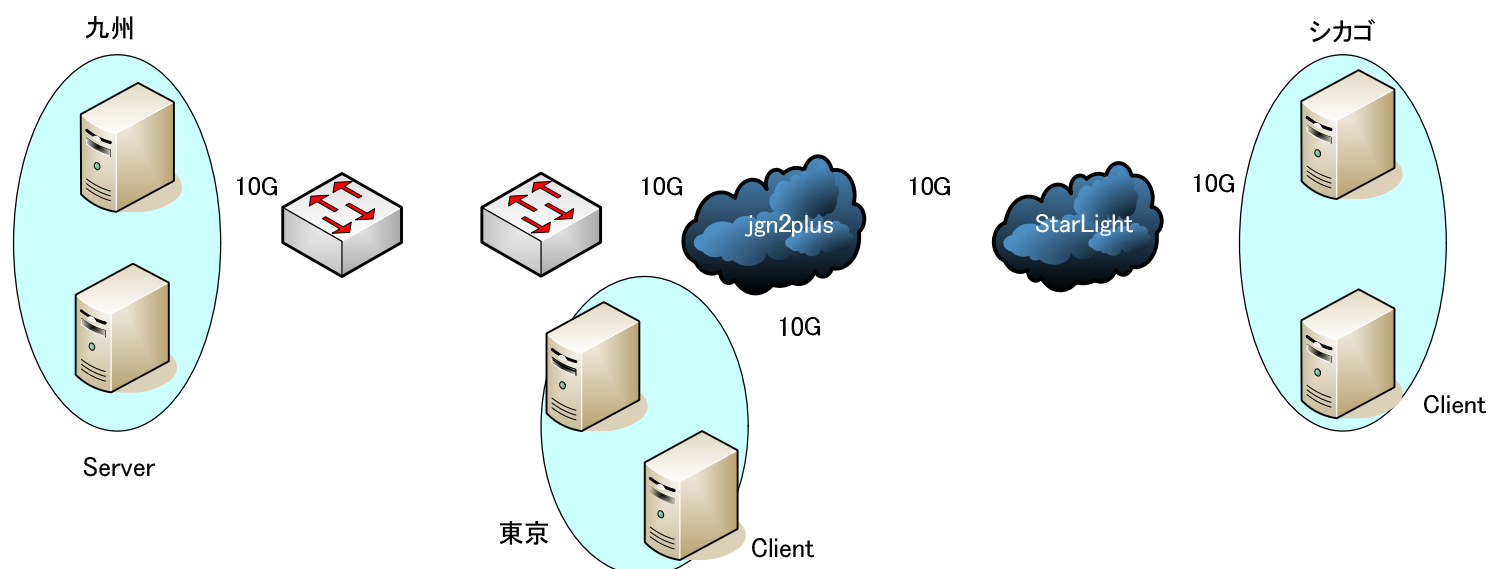 九州
シカゴ
10G
10G
10G
10G
jgn2plus
StarLight
10G
Client
Server
東京
Client